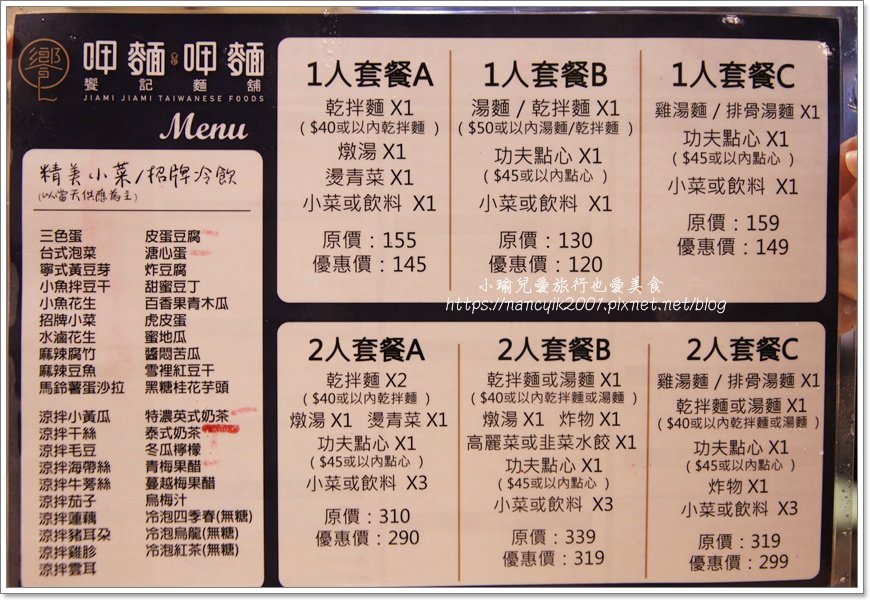 饗
呷麵呷麵
饗記麵舖
JIAMI JIAMI TAIWANESE FOODS
Menu
精美小菜/招牌冷飲
(以當天供應為主)
三色蛋 皮蛋豆腐
台式泡菜 溏心蛋
寧式黃豆芽 炸豆腐
小魚拌豆干 甜蜜豆丁
小魚花生 百香果青木瓜
招牌小菜 虎皮蛋
水滷花生 蜜地瓜
麻辣腐竹 醬悶苦瓜
麻辣豆魚 雪裡紅豆干
馬鈴薯蛋沙拉 黑糖桂花芋頭
涼拌小黃瓜 特濃英式奶茶
涼拌干絲 泰式奶茶
涼拌毛豆 冬瓜檸檬
涼拌海帶絲 青梅果醋
涼拌牛蒡絲 蔓越梅果醋
涼拌茄子 烏梅汁
涼拌蓮藕 冷泡四季春(無糖)
涼拌豬耳朵 冷泡烏龍(無糖)
涼拌雞胗 冷泡紅茶(無糖)
涼拌雲耳
1人套餐A
乾拌麵 X1
( $40或以內乾拌麵 )
燉湯 X1
燙青菜 X1
小菜或飲料 X1
原價：155
優惠價：145
1人套餐B
湯麵 / 乾拌麵 X1
( $50或以內湯麵/乾拌麵 )
功夫點心 X1
( $45或以內點心 )
小菜或飲料 X1
原價：130
優惠價：120
1人套餐C
雞湯麵 / 排骨湯麵 X1
功夫點心 X1
( $45或以內點心 )
小菜或飲料 X1
原價：159
優惠價：149
小瑜兒愛旅行也愛美食
https://nancylk2001.pixnet.net/blog
2人套餐A
乾拌麵 X2
( $40或以內乾拌麵 )
燉湯 X1 燙青菜 X1
功夫點心 X1
( $45或以內點心 )
小菜或飲料 X3
原價：310
優惠價：290
2人套餐B
乾拌麵或湯麵 X1
( $40或以內乾拌麵或湯麵 )
燉湯 X1 炸物 X1
高麗菜或韭菜水餃 X1
功夫點心 X1
( $45或以內點心 )
小菜或飲料 X3
原價：339
優惠價：319
2人套餐C
雞湯麵 / 排骨湯麵 X1
乾拌麵或湯麵 X1
( $40或以內乾拌麵或湯麵 )
功夫點心 X1
( $45或以內點心 )
炸物 X1
小菜或飲料 X3
原價：319
優惠價：299